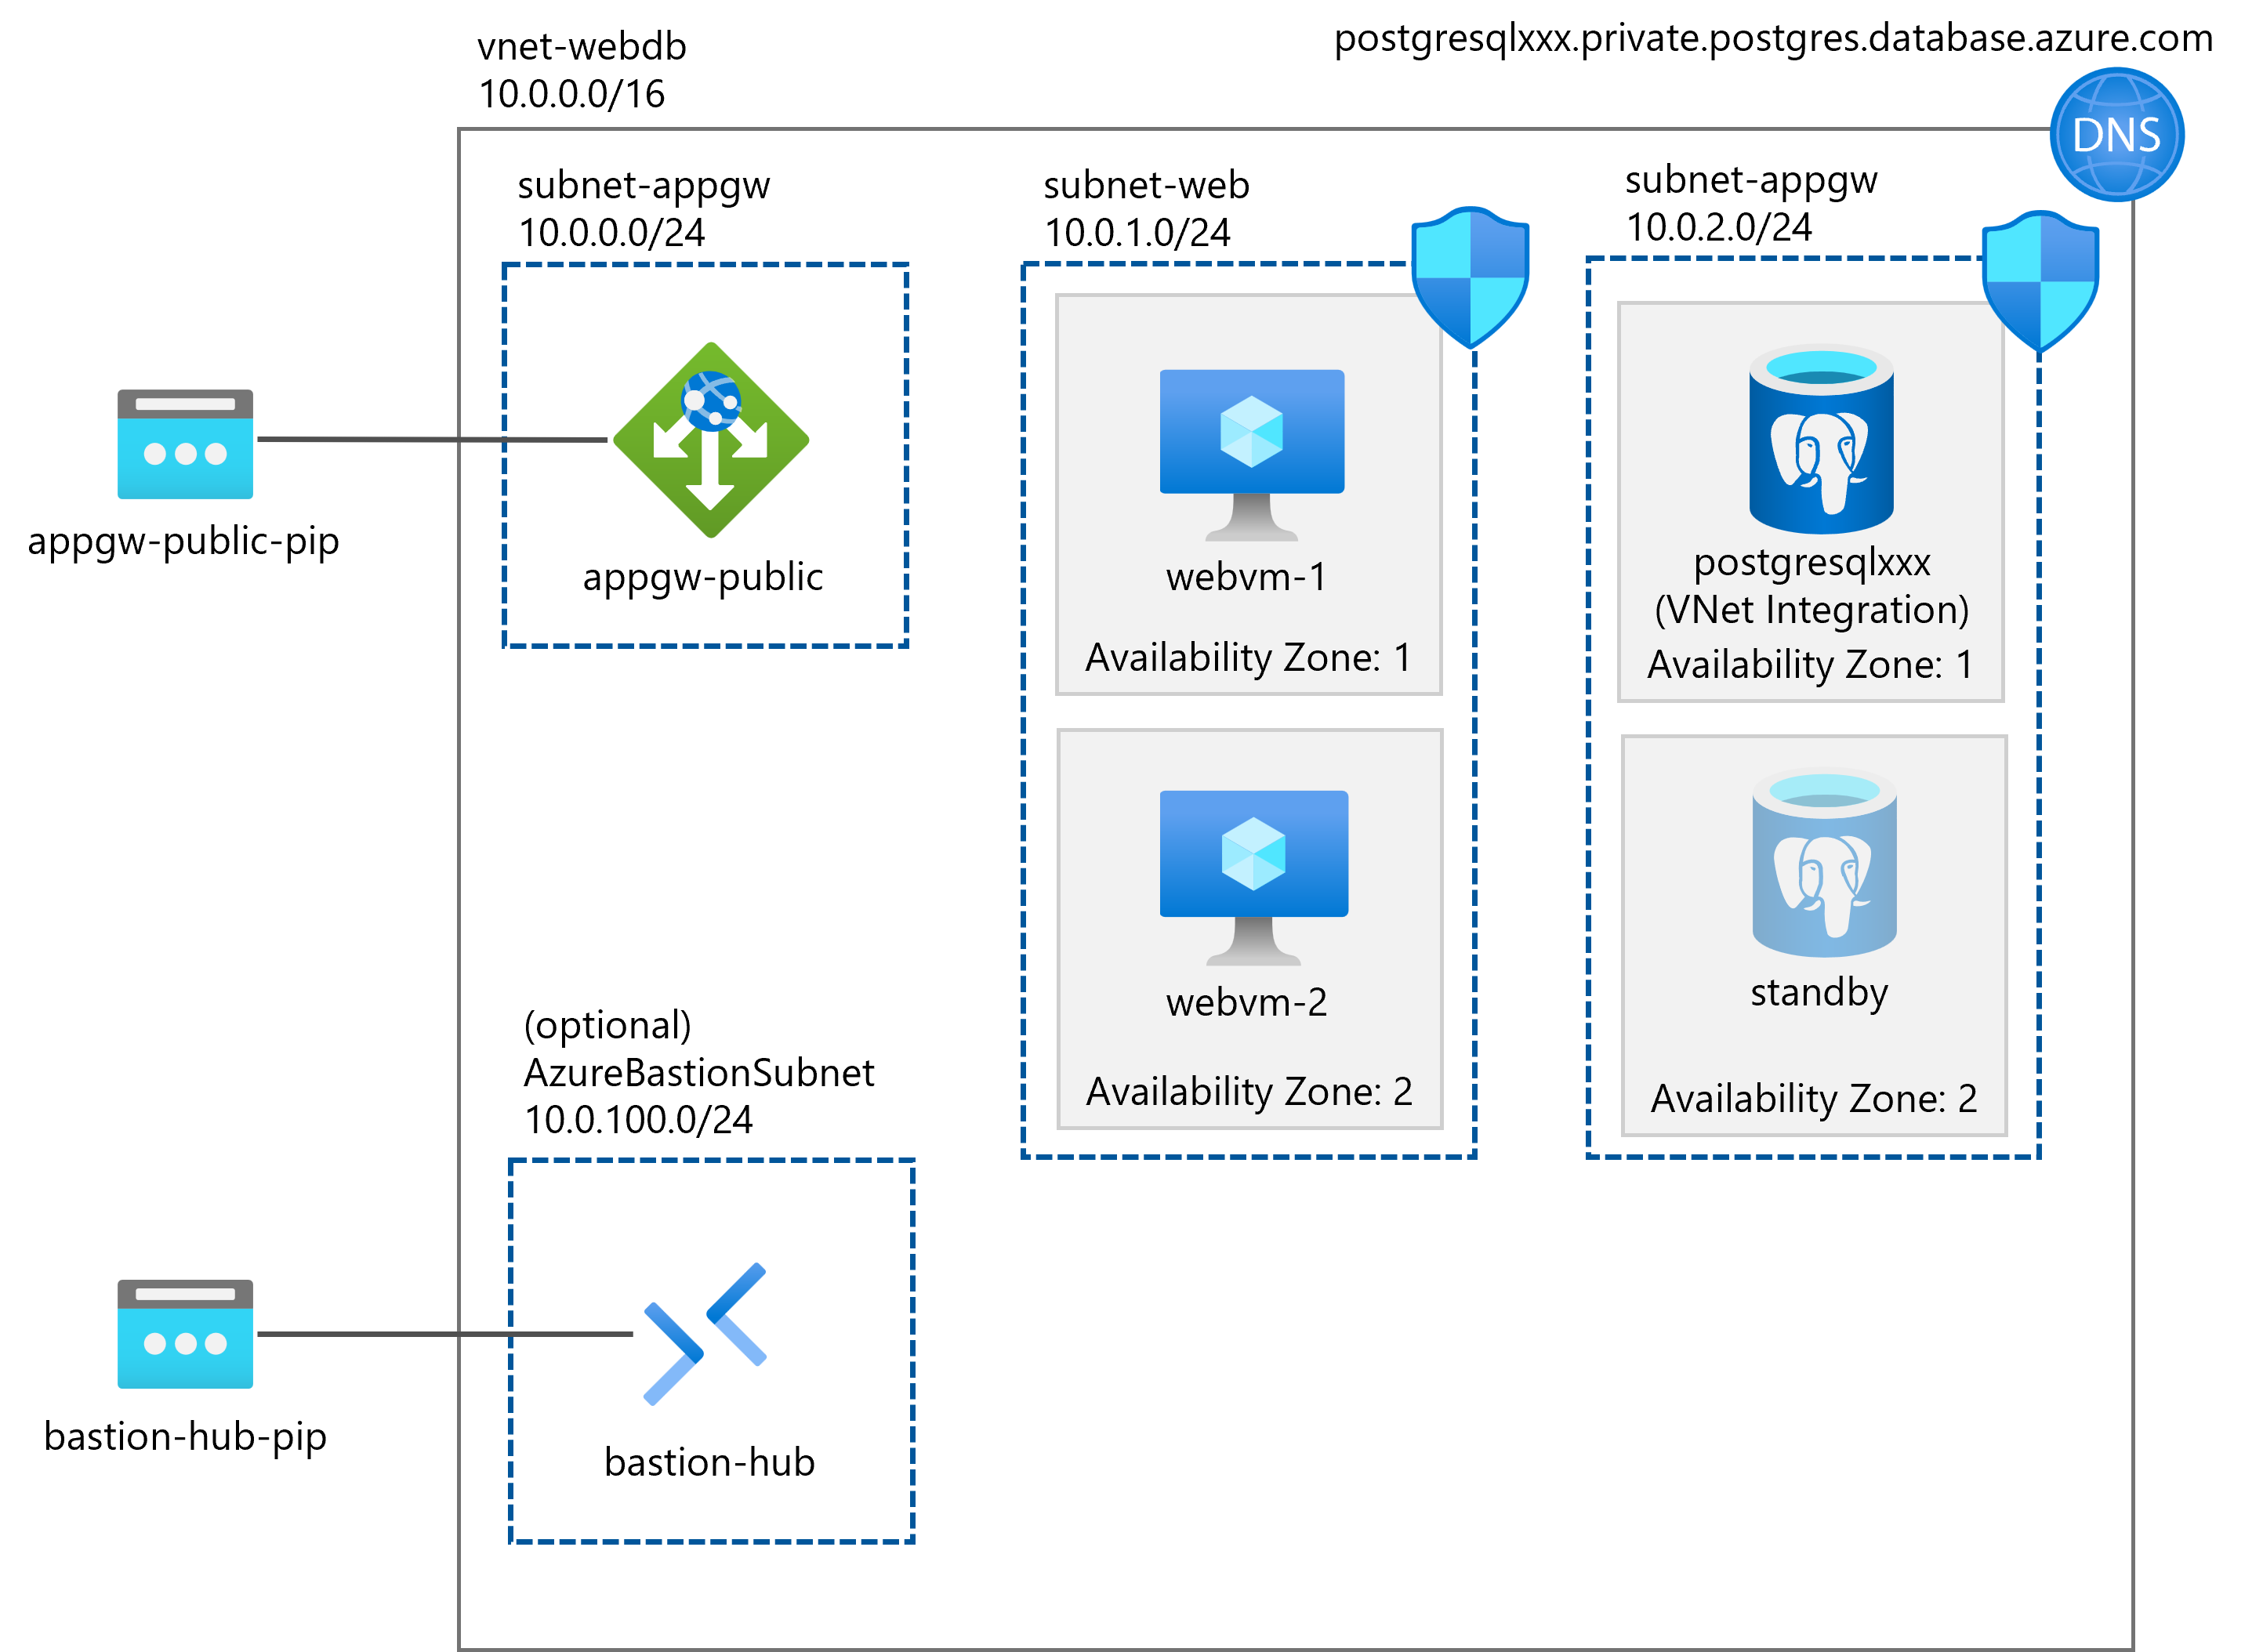 vnet-webdb
10.0.0.0/16
postgresqlxxx.private.postgres.database.azure.com
DNS
subnet-appgw
10.0.0.0/24
appgw-public-pip
appgw-public
subnet-web
10.0.1.0/24
webvm-1
Availability Zone: 1
webvm-2
Availability Zone: 2
subnet-appgw
10.0.2.0/24
postgresqlxxx
(VNet Integration)
Availability Zone: 1
standby
Availability Zone: 2
(optional)
AzureBastionSubnet
10.0.100.0/24
bastion-hub-pip
bastion-hub